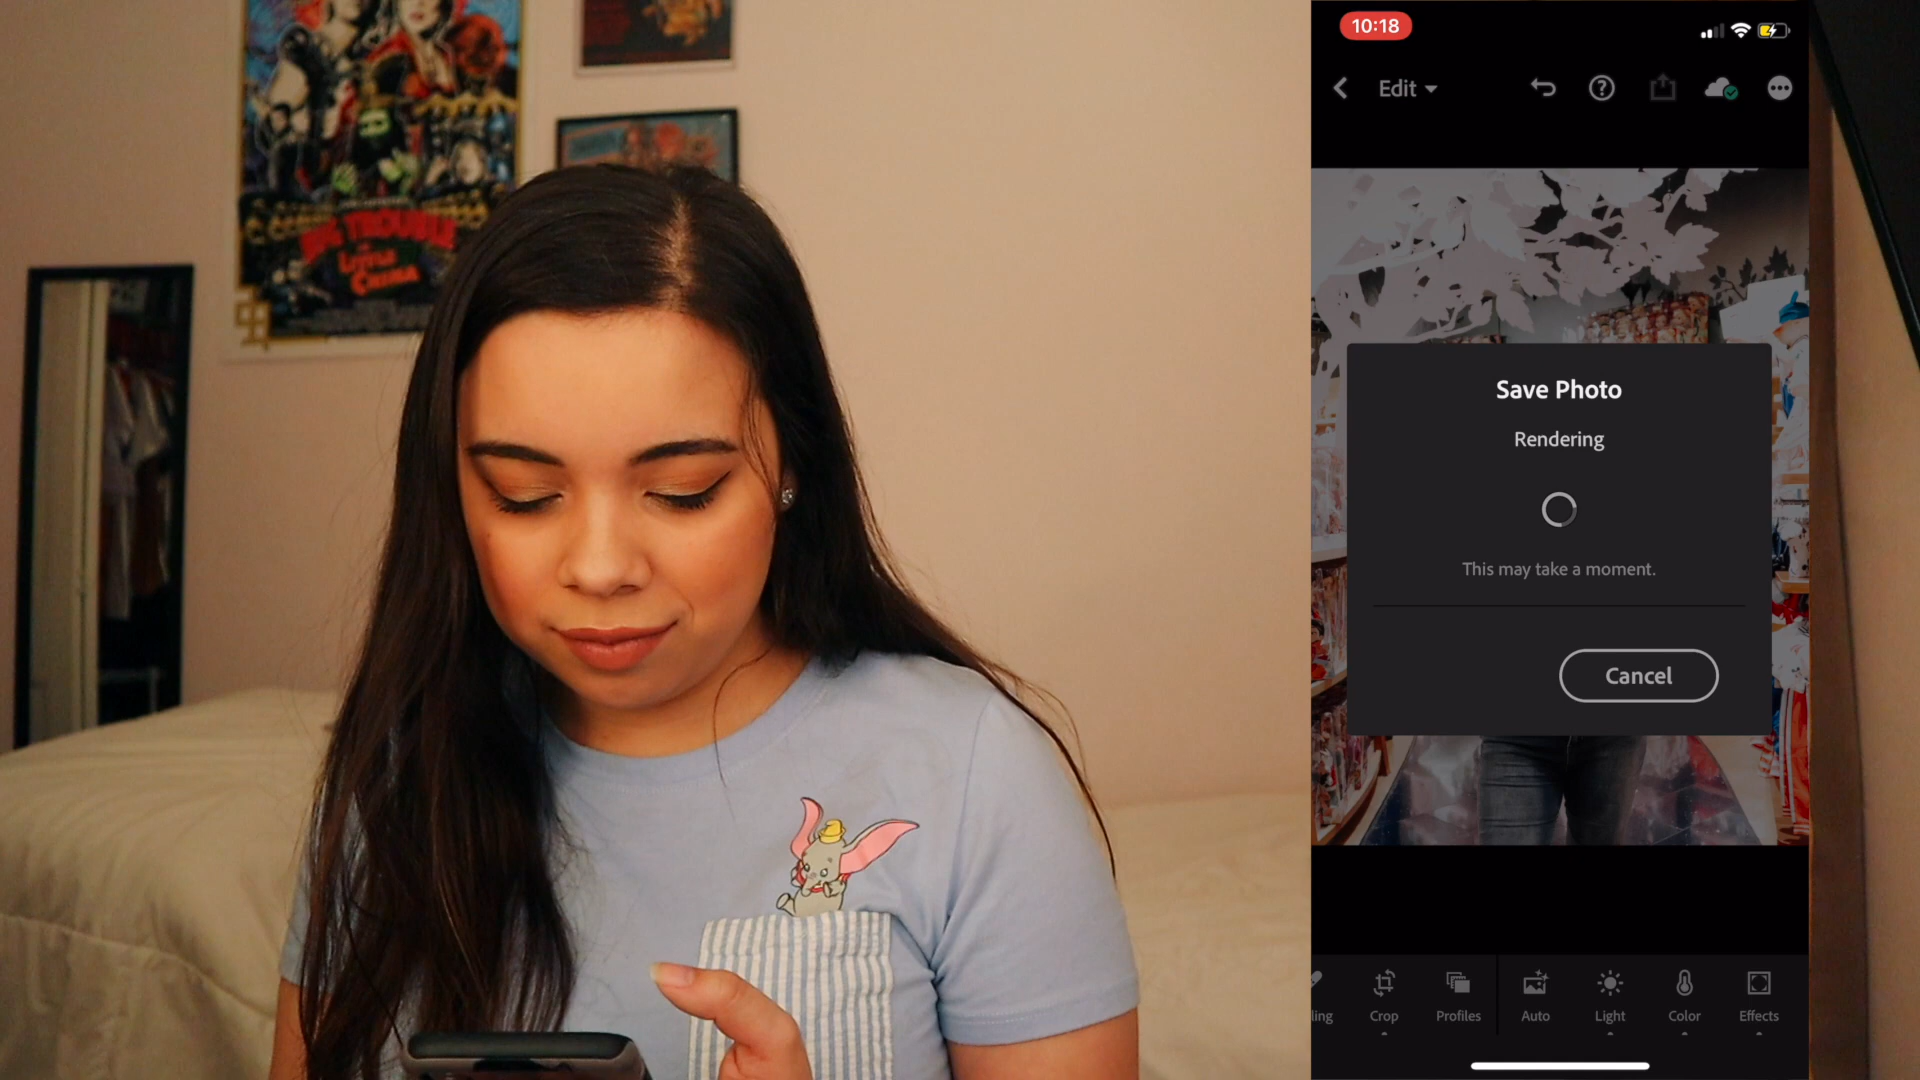 BIG TROUBLE
in
LITTLE
CHINA
10:18
Edit
Save Photo
Rendering
This may take a moment.
Cancel
ling
Crop
Profiles
Auto
Light
Color
Effects